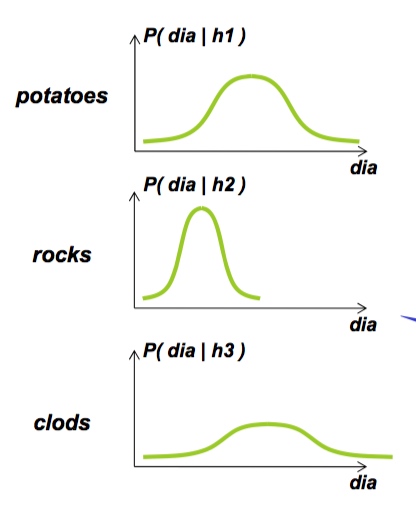 P( dia | h1 )
potatoes
dia
P( dia | h2 )
rocks
dia
P( dia | h3 )
clods
dia